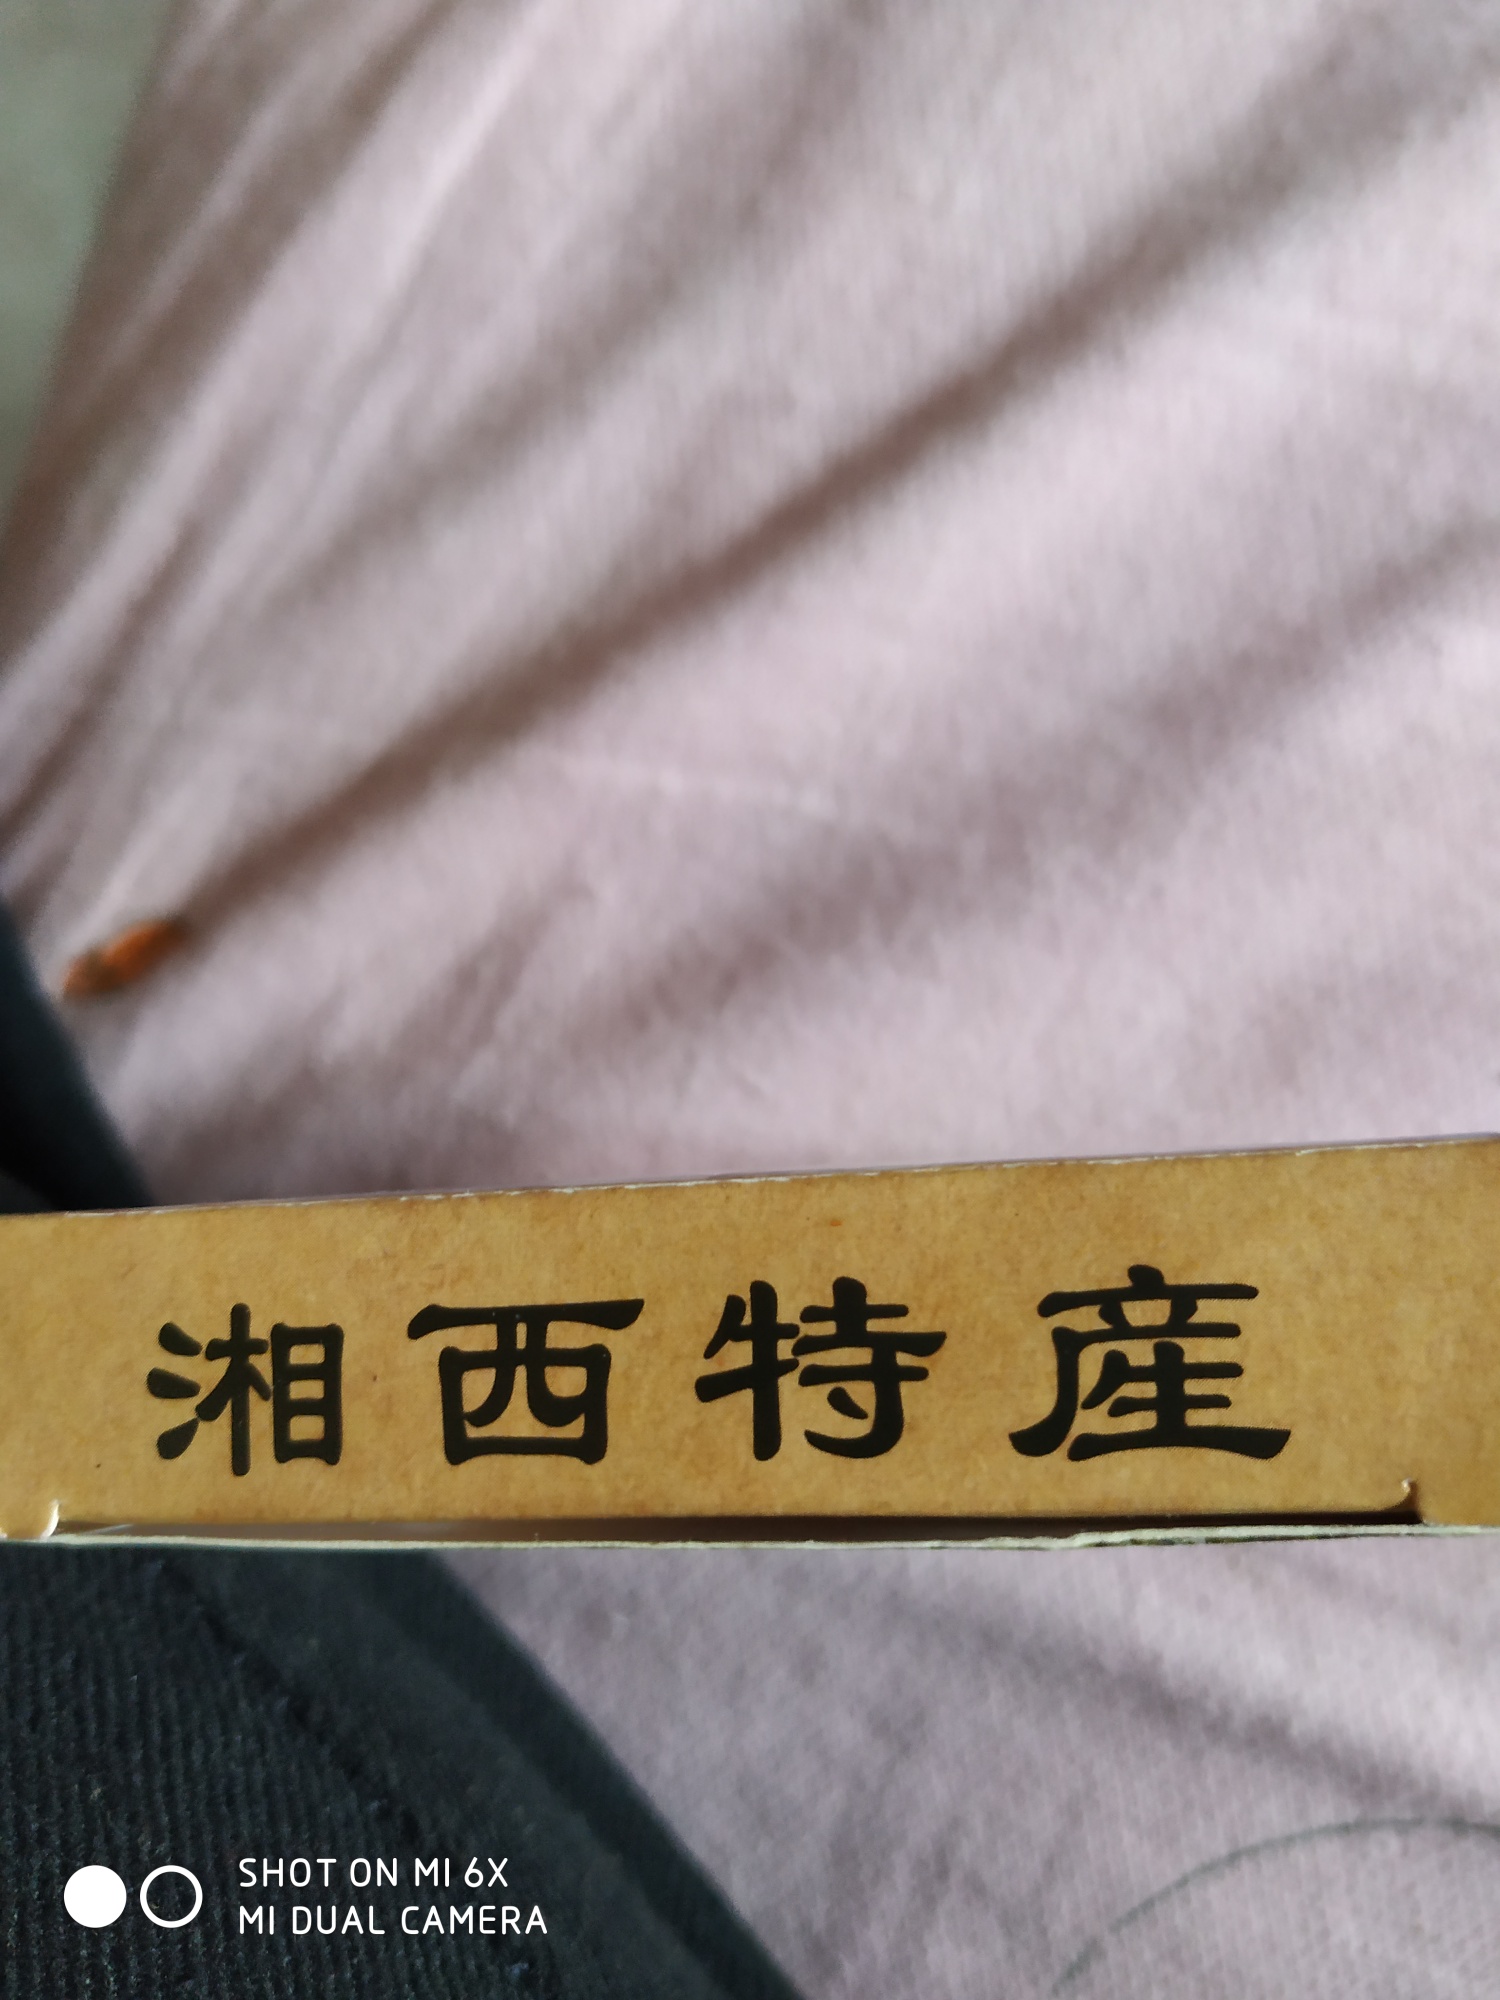 湘西特産
SHOT ON MI 6X
MI DUAL CAMERA